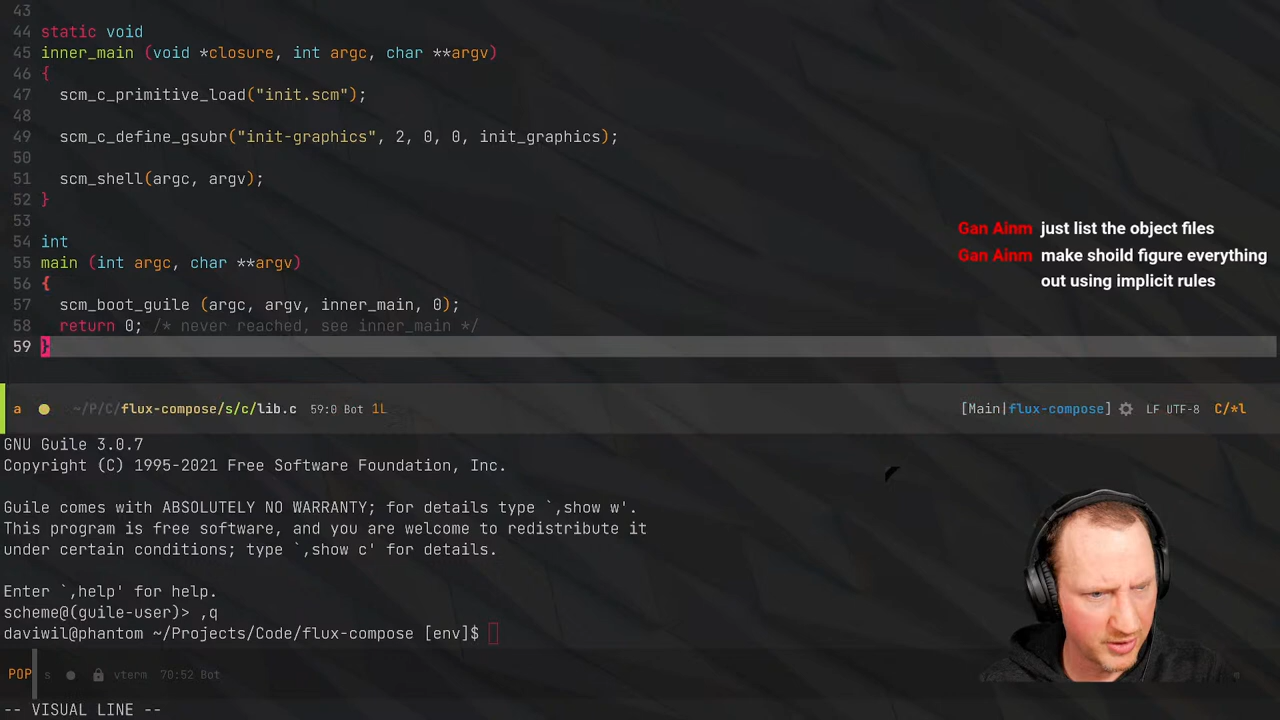 43
44 static void
45 inner_main (void *closure, int argc, char **argv)
46 {
47   scm_c_primitive_load("init.scm");
48
49   scm_c_define_gsubr("init-graphics", 2, 0, 0, init_graphics);
50
51   scm_shell(argc, argv);
52 }
53
54 int
55 main (int argc, char **argv)
56 {
57   scm_boot_guile (argc, argv, inner_main, 0);
58   return 0; /* never reached, see inner_main */
59 }
Gan Ainm just list the object files
Gan Ainm make shoild figure everything
out using implicit rules
a ~/P/C/flux-compose/s/c/lib.c 59:0 Bot 1L [Main|flux-compose] LF UTF-8 C/*l
GNU Guile 3.0.7
Copyright (C) 1995-2021 Free Software Foundation, Inc.
Guile comes with ABSOLUTELY NO WARRANTY; for details type `,show w'.
This program is free software, and you are welcome to redistribute it
under certain conditions; type `,show c' for details.
Enter `,help' for help.
scheme@(guile-user)> ,q
daviwil@phantom ~/Projects/Code/flux-compose [env]$
POP s vterm 70:52 Bot
-- VISUAL LINE --